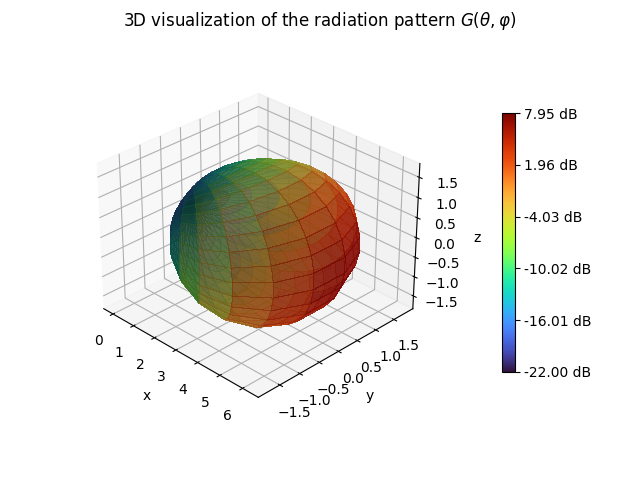 3D visualization of the radiation pattern G(θ, φ)
7.95 dB
1.96 dB
-4.03 dB
-10.02 dB
-16.01 dB
-22.00 dB
1.5
1.0
0.5
0.0
−0.5
−1.0
−1.5
z
0
1
2
3
4
5
6
x
−1.5
−1.0
−0.5
0.0
0.5
1.0
1.5
y